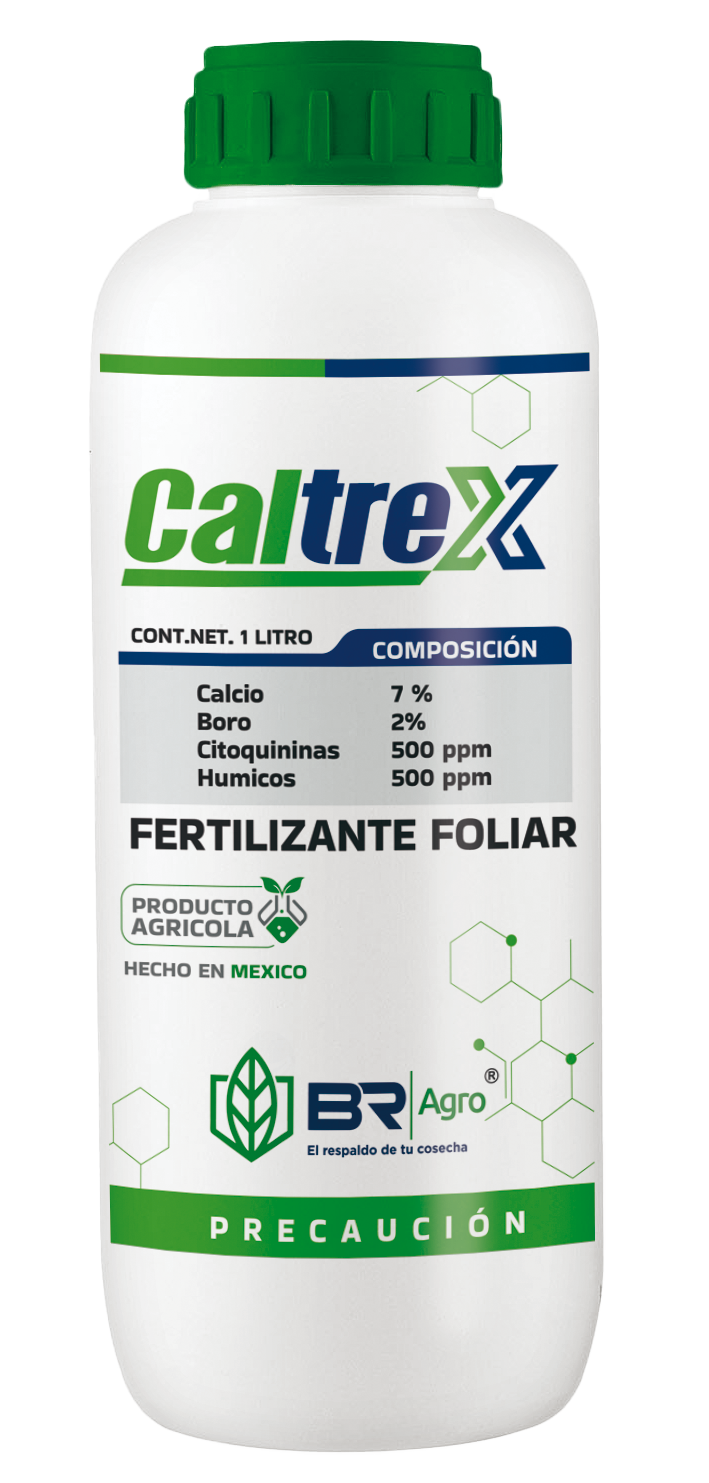 Caltrex
CONT.NET. 1 LITRO
COMPOSICIÓN
Calcio 7 %
Boro 2%
Citoquininas 500 ppm
Humicos 500 ppm
FERTILIZANTE FOLIAR
PRODUCTO
AGRICOLA
HECHO EN MEXICO
BR Agro ®
El respaldo de tu cosecha
PRECAUCIÓN